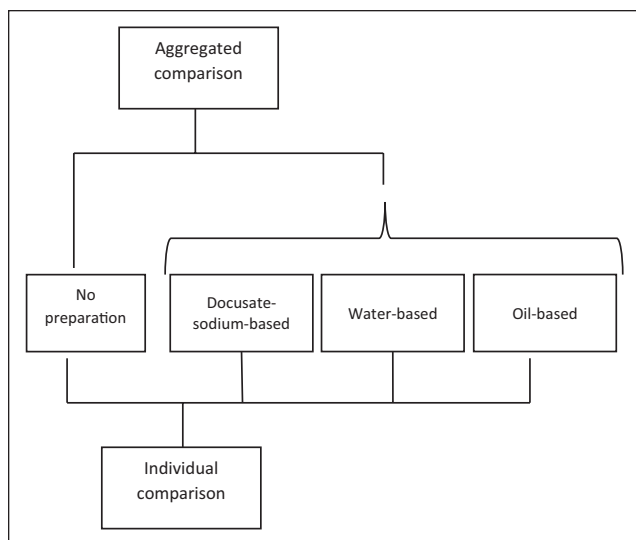 Aggregated
comparison
No
preparation
Docusate-
sodium-based
Water-based
Oil-based
Individual
comparison